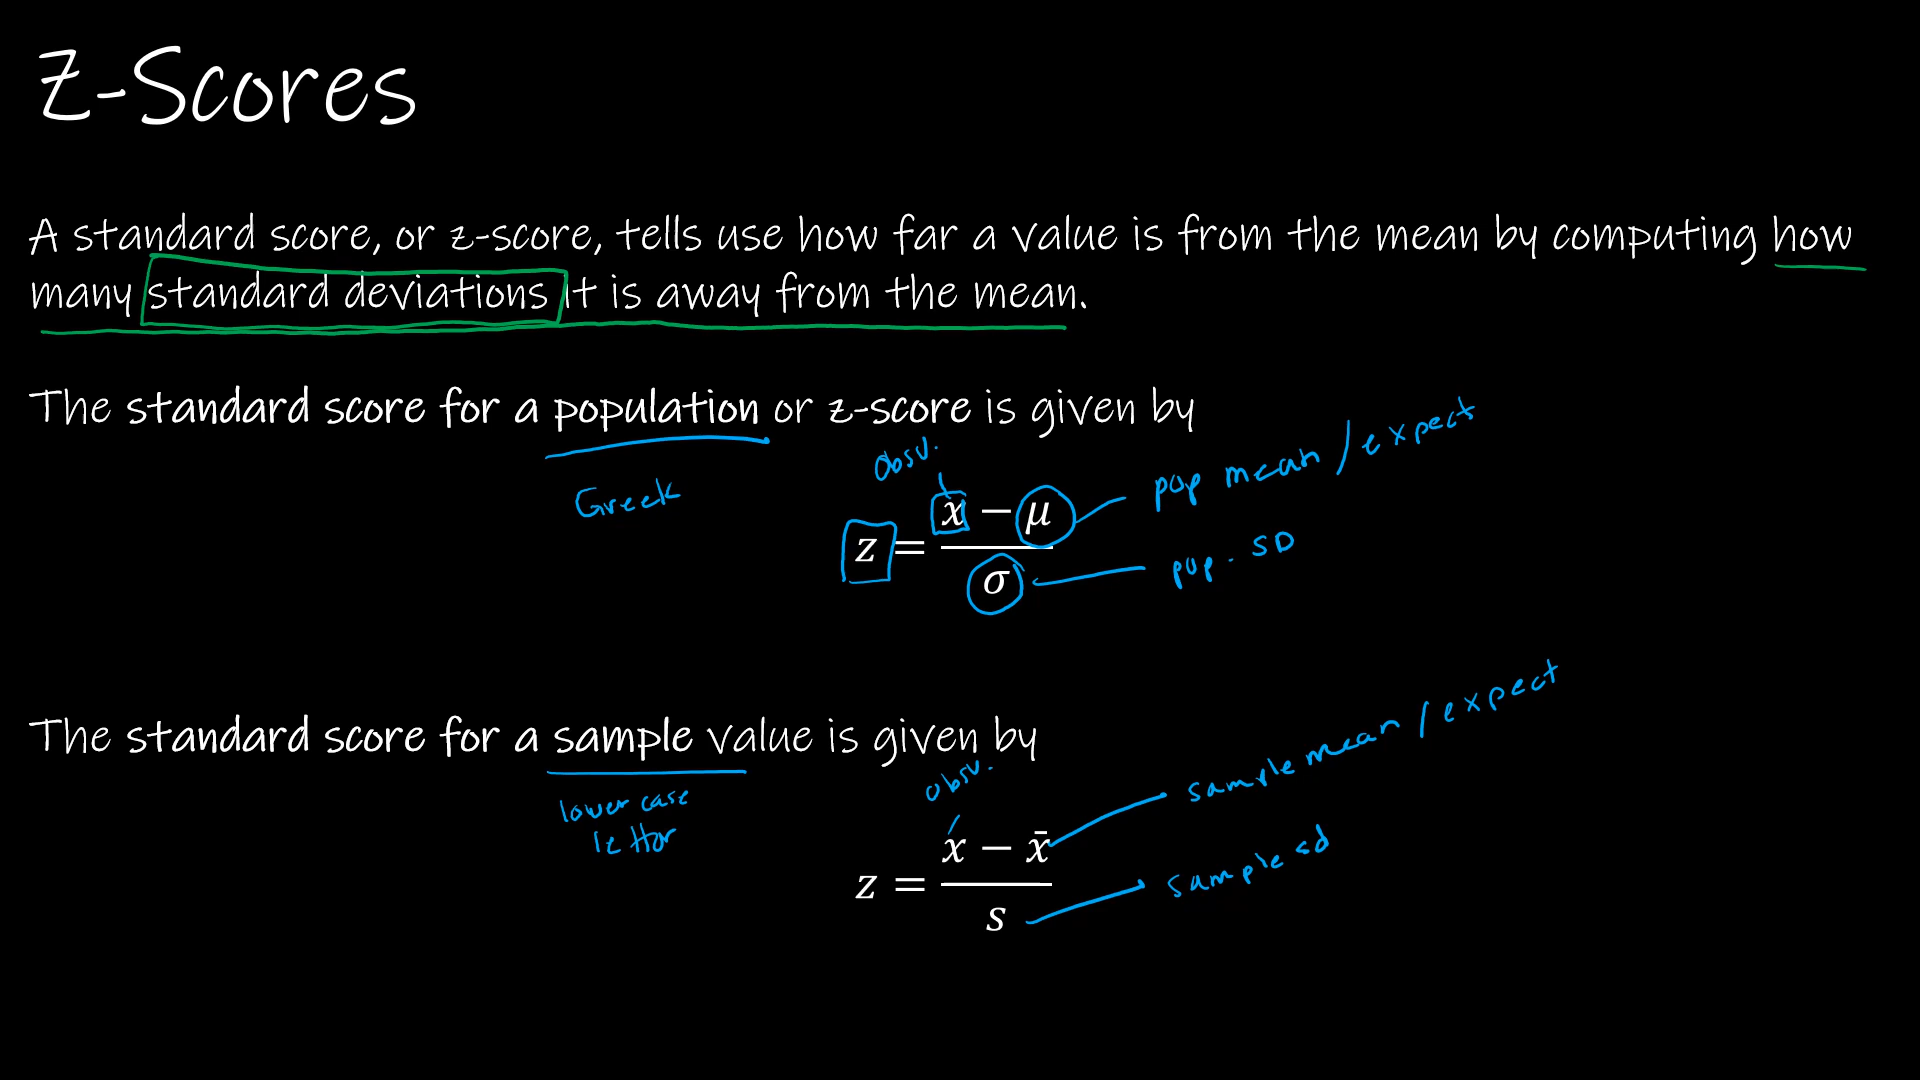 Z-Scores
A standard score, or z-score, tells use how far a value is from the mean by computing how
many standard deviations it is away from the mean.
The standard score for a population or z-score is given by
Greek
obsv.
pop mean / expect
z = (x − μ) / σ
pop. SD
The standard score for a sample value is given by
lower case
letter
obsv.
sample mean / expect
z = (x − x̄) / s
sample sd